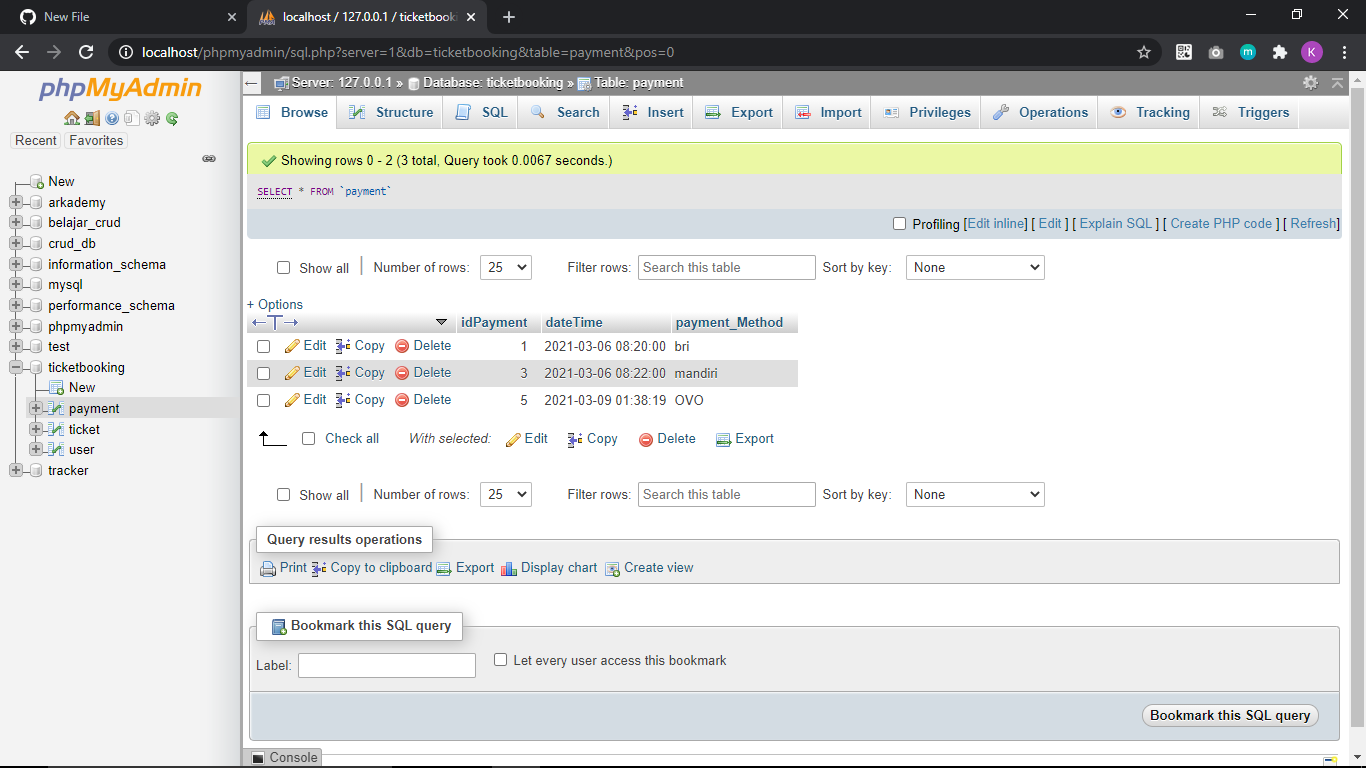 New File
localhost / 127.0.0.1 / ticketbooki
localhost/phpmyadmin/sql.php?server=1&db=ticketbooking&table=payment&pos=0
K
m
phpMyAdmin
Recent Favorites
New
arkademy
belajar_crud
crud_db
information_schema
mysql
performance_schema
phpmyadmin
test
ticketbooking
New
payment
ticket
user
tracker
Server: 127.0.0.1 » Database: ticketbooking » Table: payment
Browse Structure SQL Search Insert Export Import Privileges Operations Tracking Triggers
Showing rows 0 - 2 (3 total, Query took 0.0067 seconds.)
SELECT * FROM `payment`
Profiling [Edit inline] [ Edit ] [ Explain SQL ] [ Create PHP code ] [ Refresh]
Show all Number of rows: 25 Filter rows: Search this table Sort by key: None
+ Options
←T→ idPayment dateTime payment_Method
Edit Copy Delete 1 2021-03-06 08:20:00 bri
Edit Copy Delete 3 2021-03-06 08:22:00 mandiri
Edit Copy Delete 5 2021-03-09 01:38:19 OVO
Check all With selected: Edit Copy Delete Export
Show all Number of rows: 25 Filter rows: Search this table Sort by key: None
Query results operations
Print Copy to clipboard Export Display chart Create view
Bookmark this SQL query
Label: Let every user access this bookmark
Bookmark this SQL query
Console